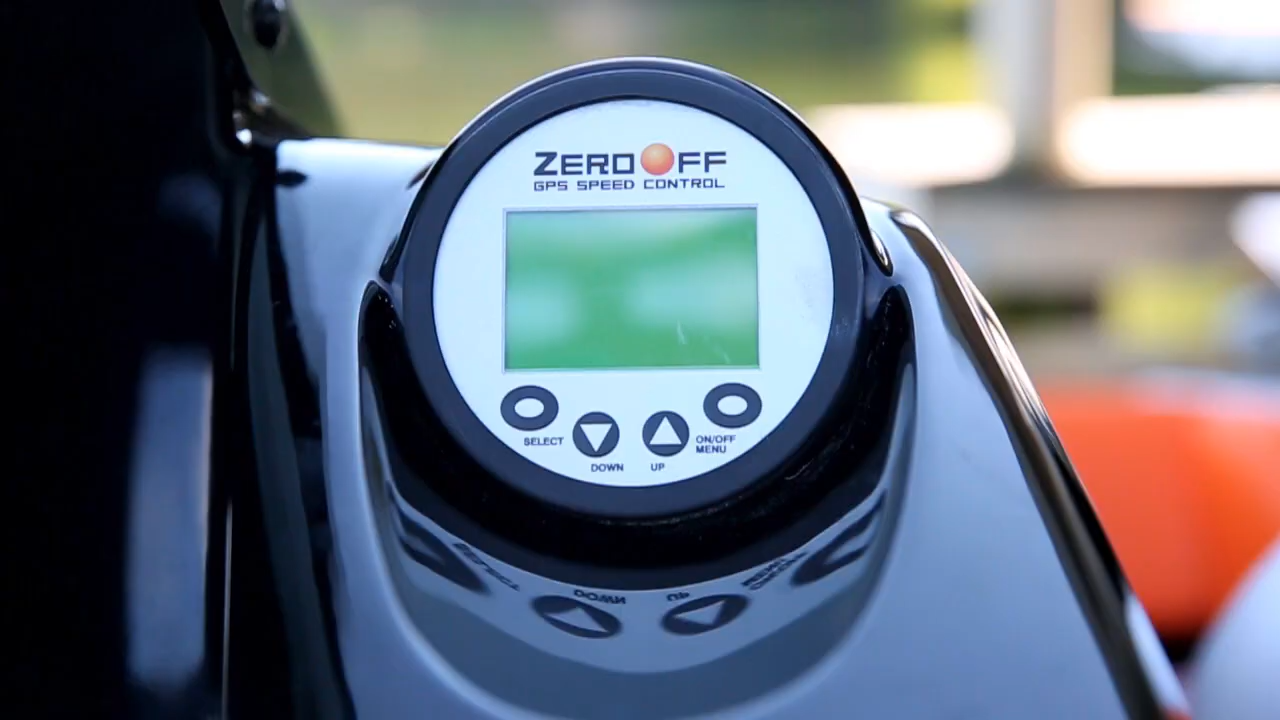 ZERO OFF
GPS SPEED CONTROL
SELECT
DOWN
UP
ON/OFF
MENU